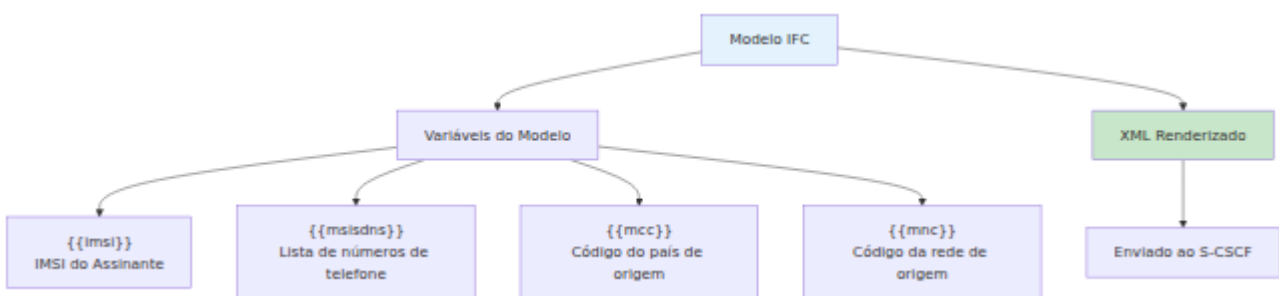 Modelo IFC
Variáveis do Modelo
XML Renderizado
{{imsi}}
IMSI do Assinante
{{msisdns}}
Lista de números de
telefone
{{mcc}}
Código do país de
origem
{{mnc}}
Código da rede de
origem
Enviado ao S-CSCF